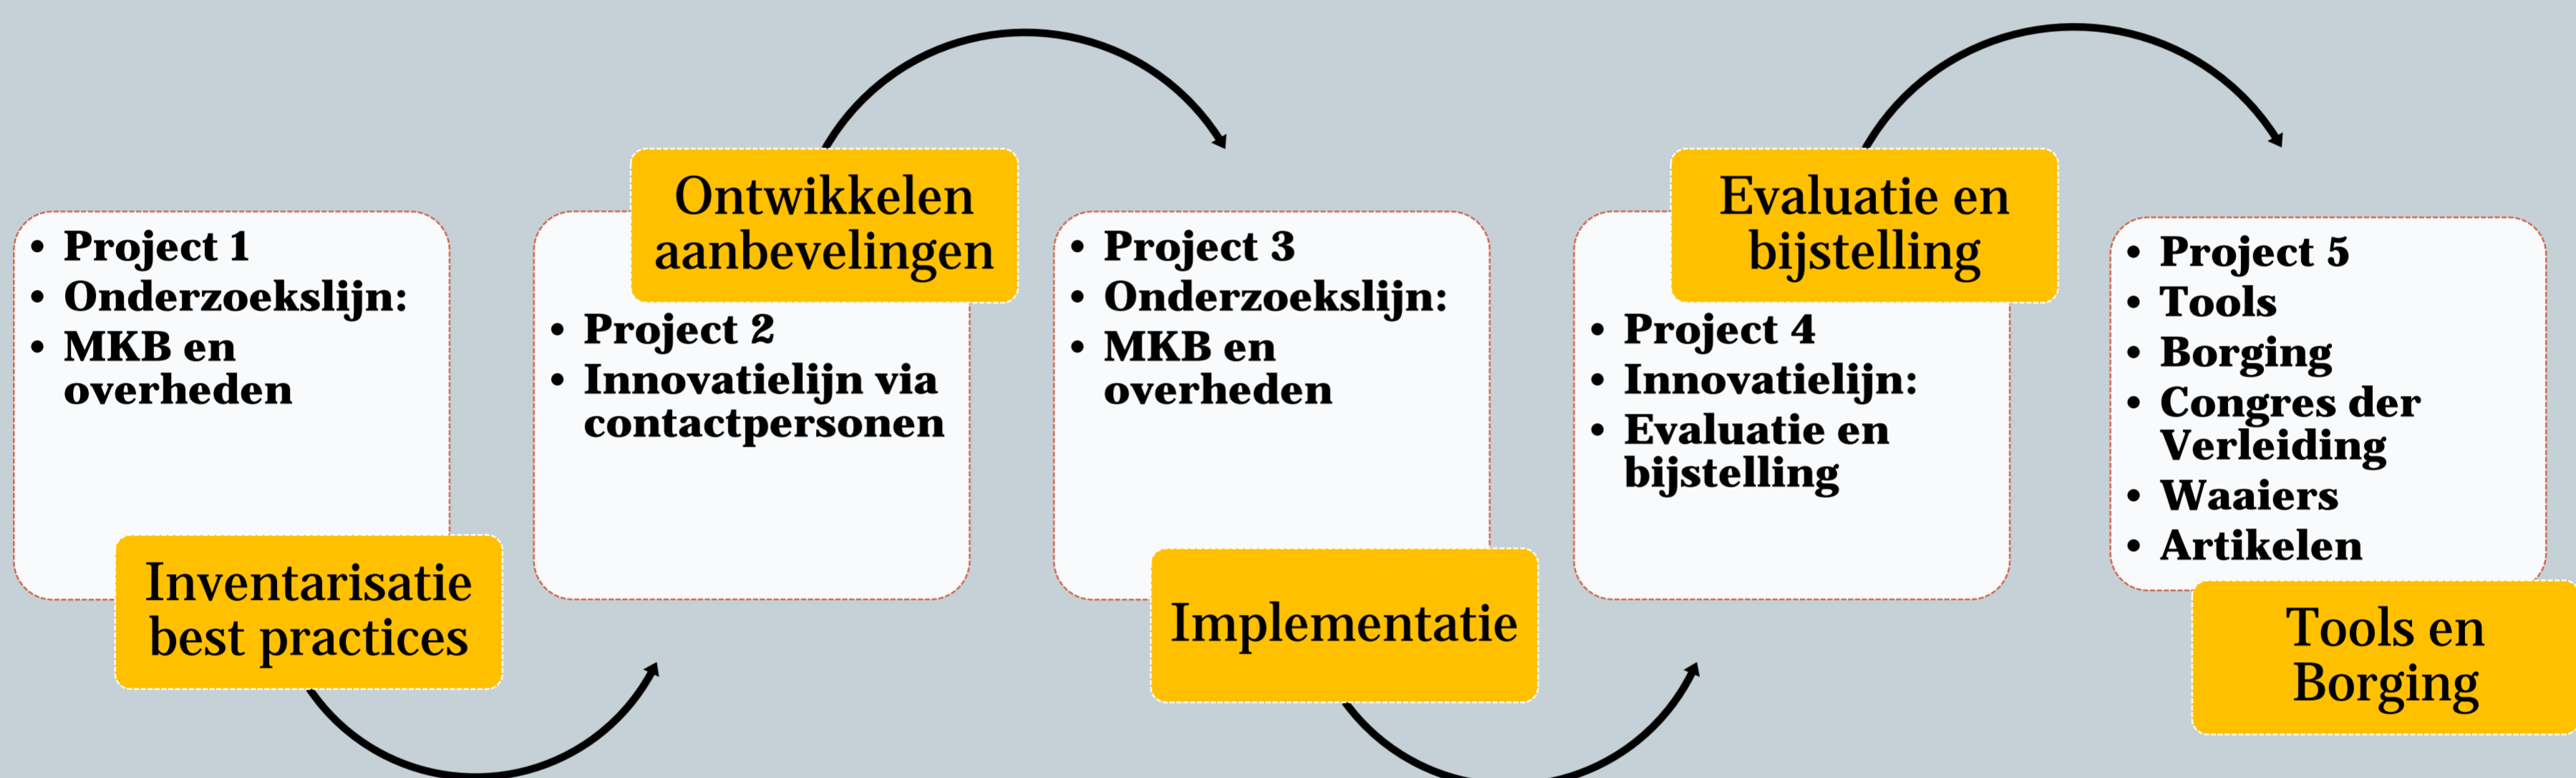 • Project 1
• Onderzoekslijn:
• MKB en
overheden
Inventarisatie
best practices
Ontwikkelen
aanbevelingen
• Project 2
• Innovatielijn via
contactpersonen
• Project 3
• Onderzoekslijn:
• MKB en
overheden
Implementatie
Evaluatie en
bijstelling
• Project 4
• Innovatielijn:
• Evaluatie en
bijstelling
• Project 5
• Tools
• Borging
• Congres der
Verleiding
• Waaiers
• Artikelen
Tools en
Borging